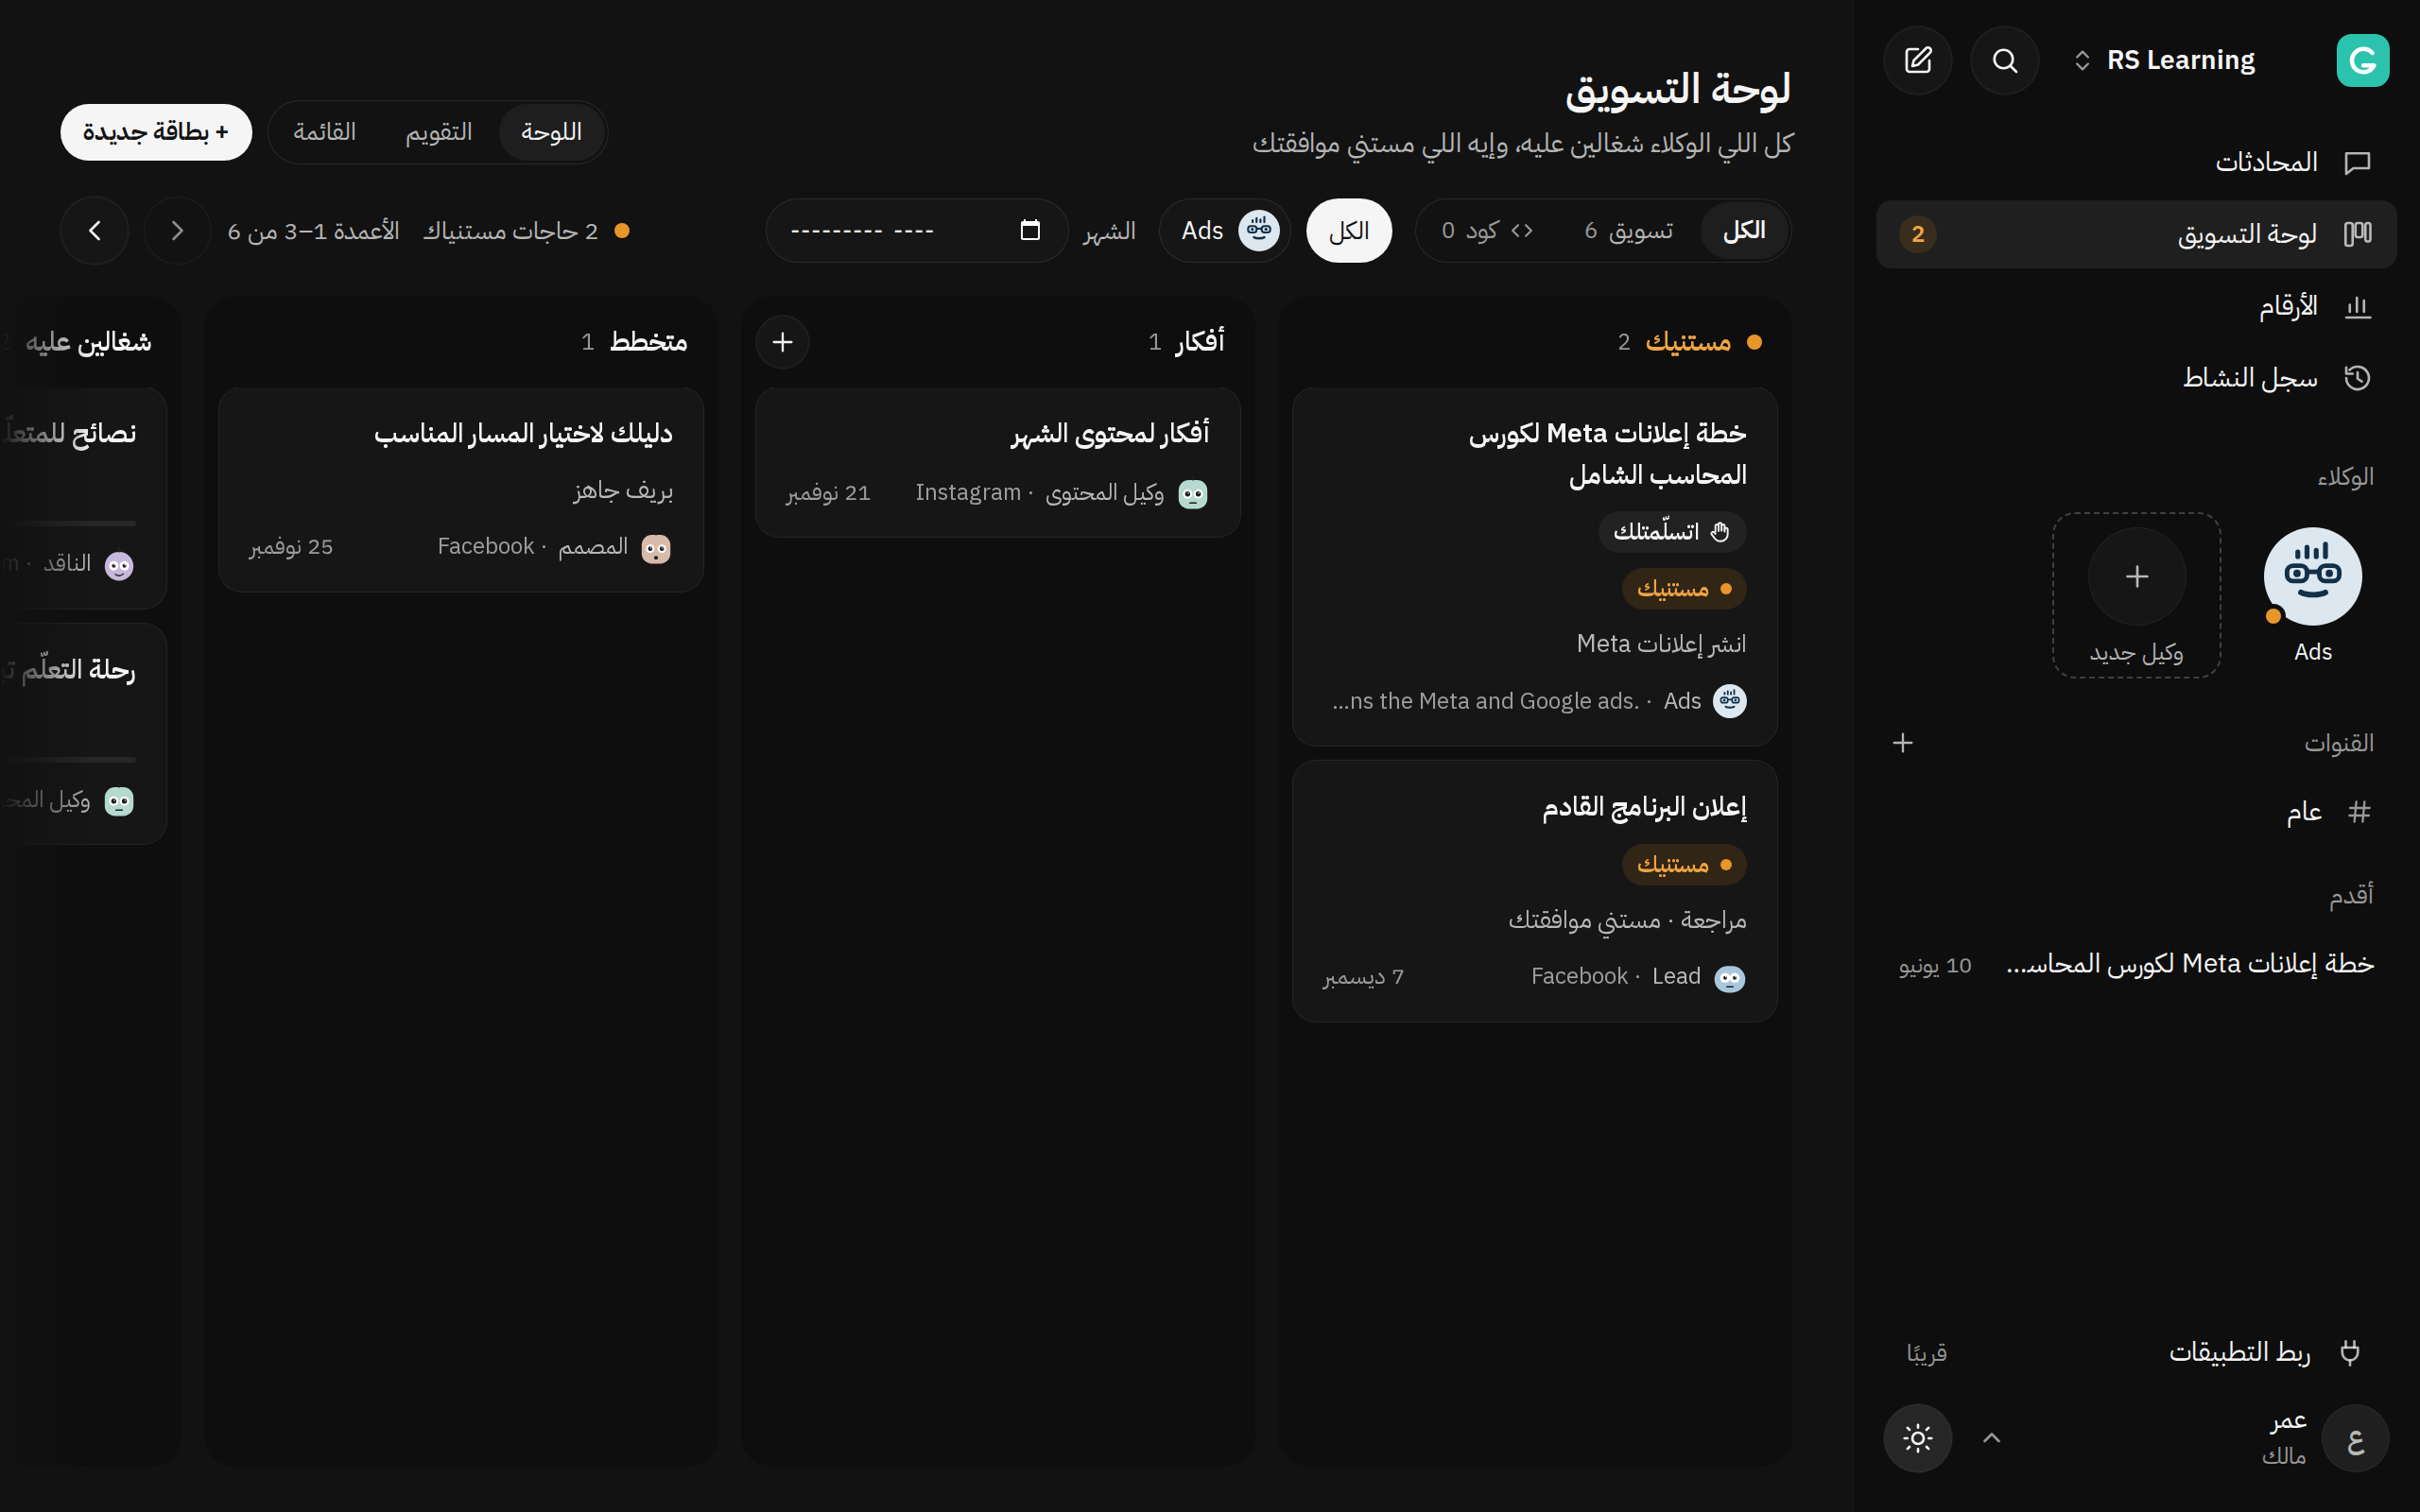 RS Learning
المحادثات
لوحة التسويق 2
الأرقام
سجل النشاط
الوكلاء
Ads
وكيل جديد
القنوات
# عام
أقدم
خطة إعلانات Meta لكورس المحاسـ... 10 يونيو
ربط التطبيقات قريبًا
ع
عمر
مالك
لوحة التسويق
كل اللي الوكلاء شغالين عليه، وإيه اللي مستني موافقتك
اللوحة التقويم القائمة
+ بطاقة جديدة
الكل تسويق 6 كود 0
الكل Ads الشهر --------- ----
2 حاجات مستنياك الأعمدة 1–3 من 6
مستنيك 2
خطة إعلانات Meta لكورس
المحاسب الشامل
اتسلّمتلك
مستنيك
انشر إعلانات Meta
Ads · ns the Meta and Google ads....
إعلان البرنامج القادم
مستنيك
مراجعة · مستني موافقتك
Lead · Facebook 7 ديسمبر
أفكار 1
أفكار لمحتوى الشهر
وكيل المحتوى · Instagram 21 نوفمبر
متخطط 1
دليلك لاختيار المسار المناسب
بريف جاهز
المصمم · Facebook 25 نوفمبر
شغالين عليه 2
نصائح
الناقد · m
رحلة التعلّم
وكيل